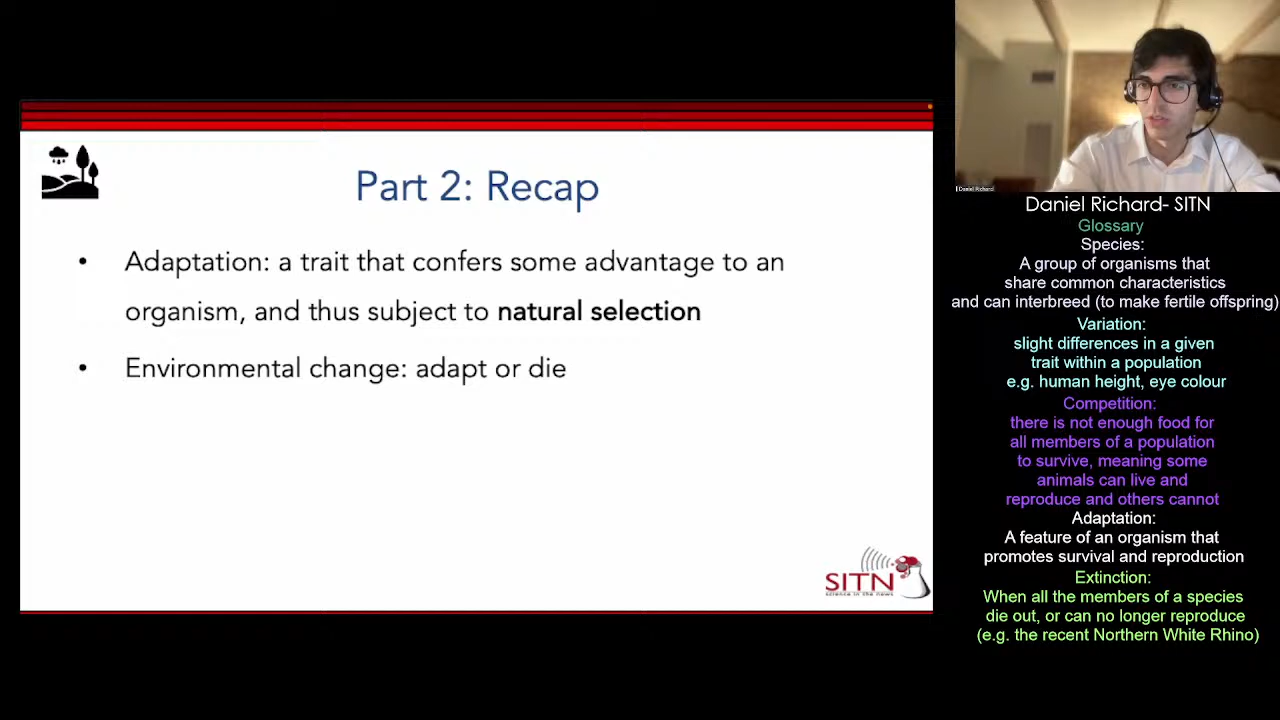 Part 2: Recap
• Adaptation: a trait that confers some advantage to an
organism, and thus subject to natural selection
• Environmental change: adapt or die
SITN
science in the news
Daniel Richard
Daniel Richard- SITN
Glossary
Species:
A group of organisms that
share common characteristics
and can interbreed (to make fertile offspring)
Variation:
slight differences in a given
trait within a population
e.g. human height, eye colour
Competition:
there is not enough food for
all members of a population
to survive, meaning some
animals can live and
reproduce and others cannot
Adaptation:
A feature of an organism that
promotes survival and reproduction
Extinction:
When all the members of a species
die out, or can no longer reproduce
(e.g. the recent Northern White Rhino)